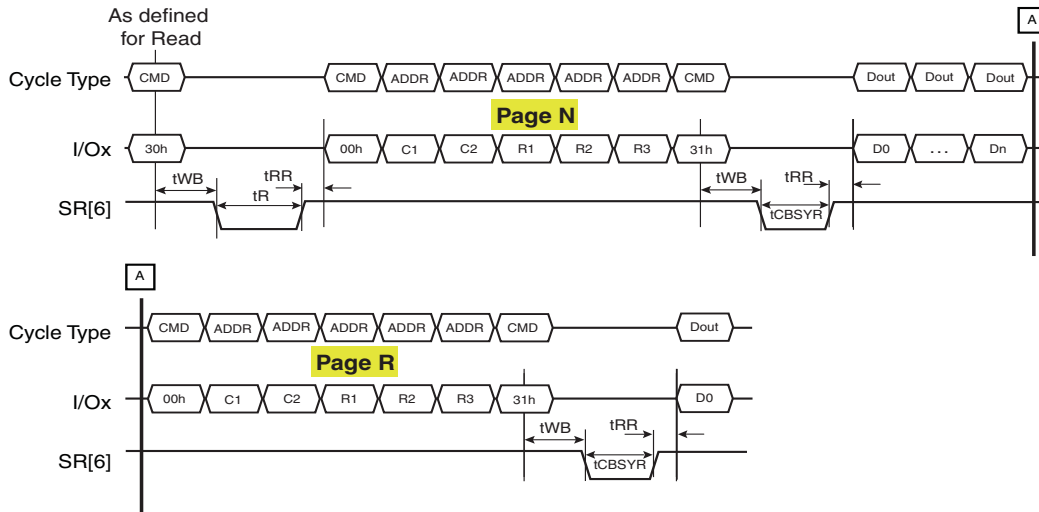 As defined
for Read
A
Cycle Type CMD CMD ADDR ADDR ADDR ADDR ADDR CMD Dout Dout Dout
Page N
I/Ox 30h 00h C1 C2 R1 R2 R3 31h D0 ... Dn
tWB tR tRR tWB tCBSYR tRR
SR[6]
A
Cycle Type CMD ADDR ADDR ADDR ADDR ADDR CMD Dout
Page R
I/Ox 00h C1 C2 R1 R2 R3 31h D0
tWB tCBSYR tRR
SR[6]